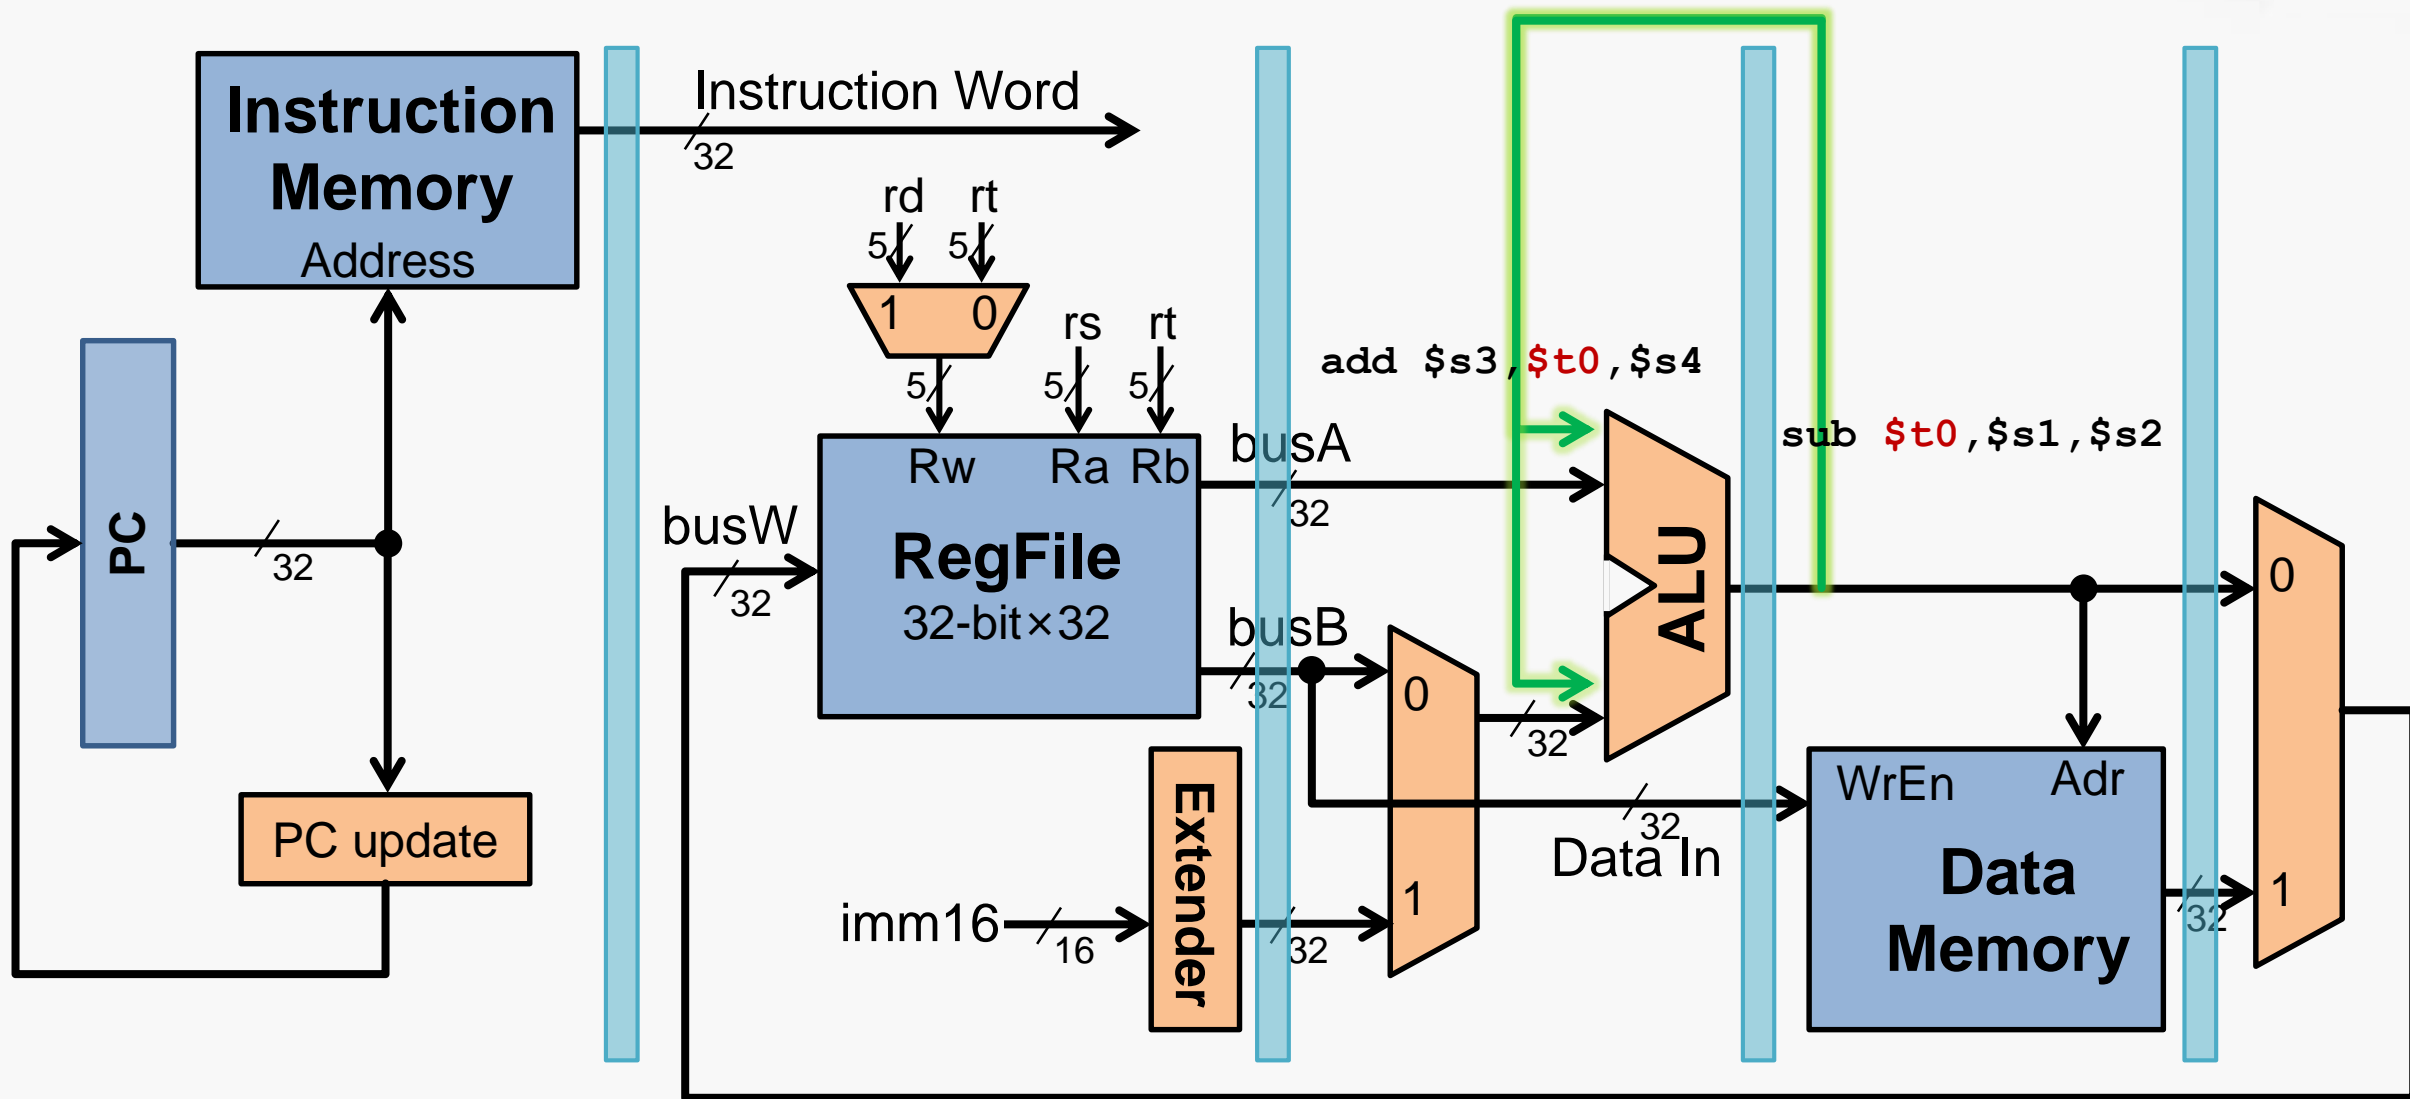 Instruction
Memory
Address
Instruction Word
32
rd
rt
5
5
1
0
rs
rt
5
5
5
add $s3,$t0,$s4
sub $t0,$s1,$s2
PC
32
PC update
busW
32
Rw
Ra
Rb
RegFile
32-bit×32
busA
32
busB
32
0
1
32
ALU
imm16
16
Extender
32
32
Data In
WrEn
Adr
Data
Memory
32
0
1